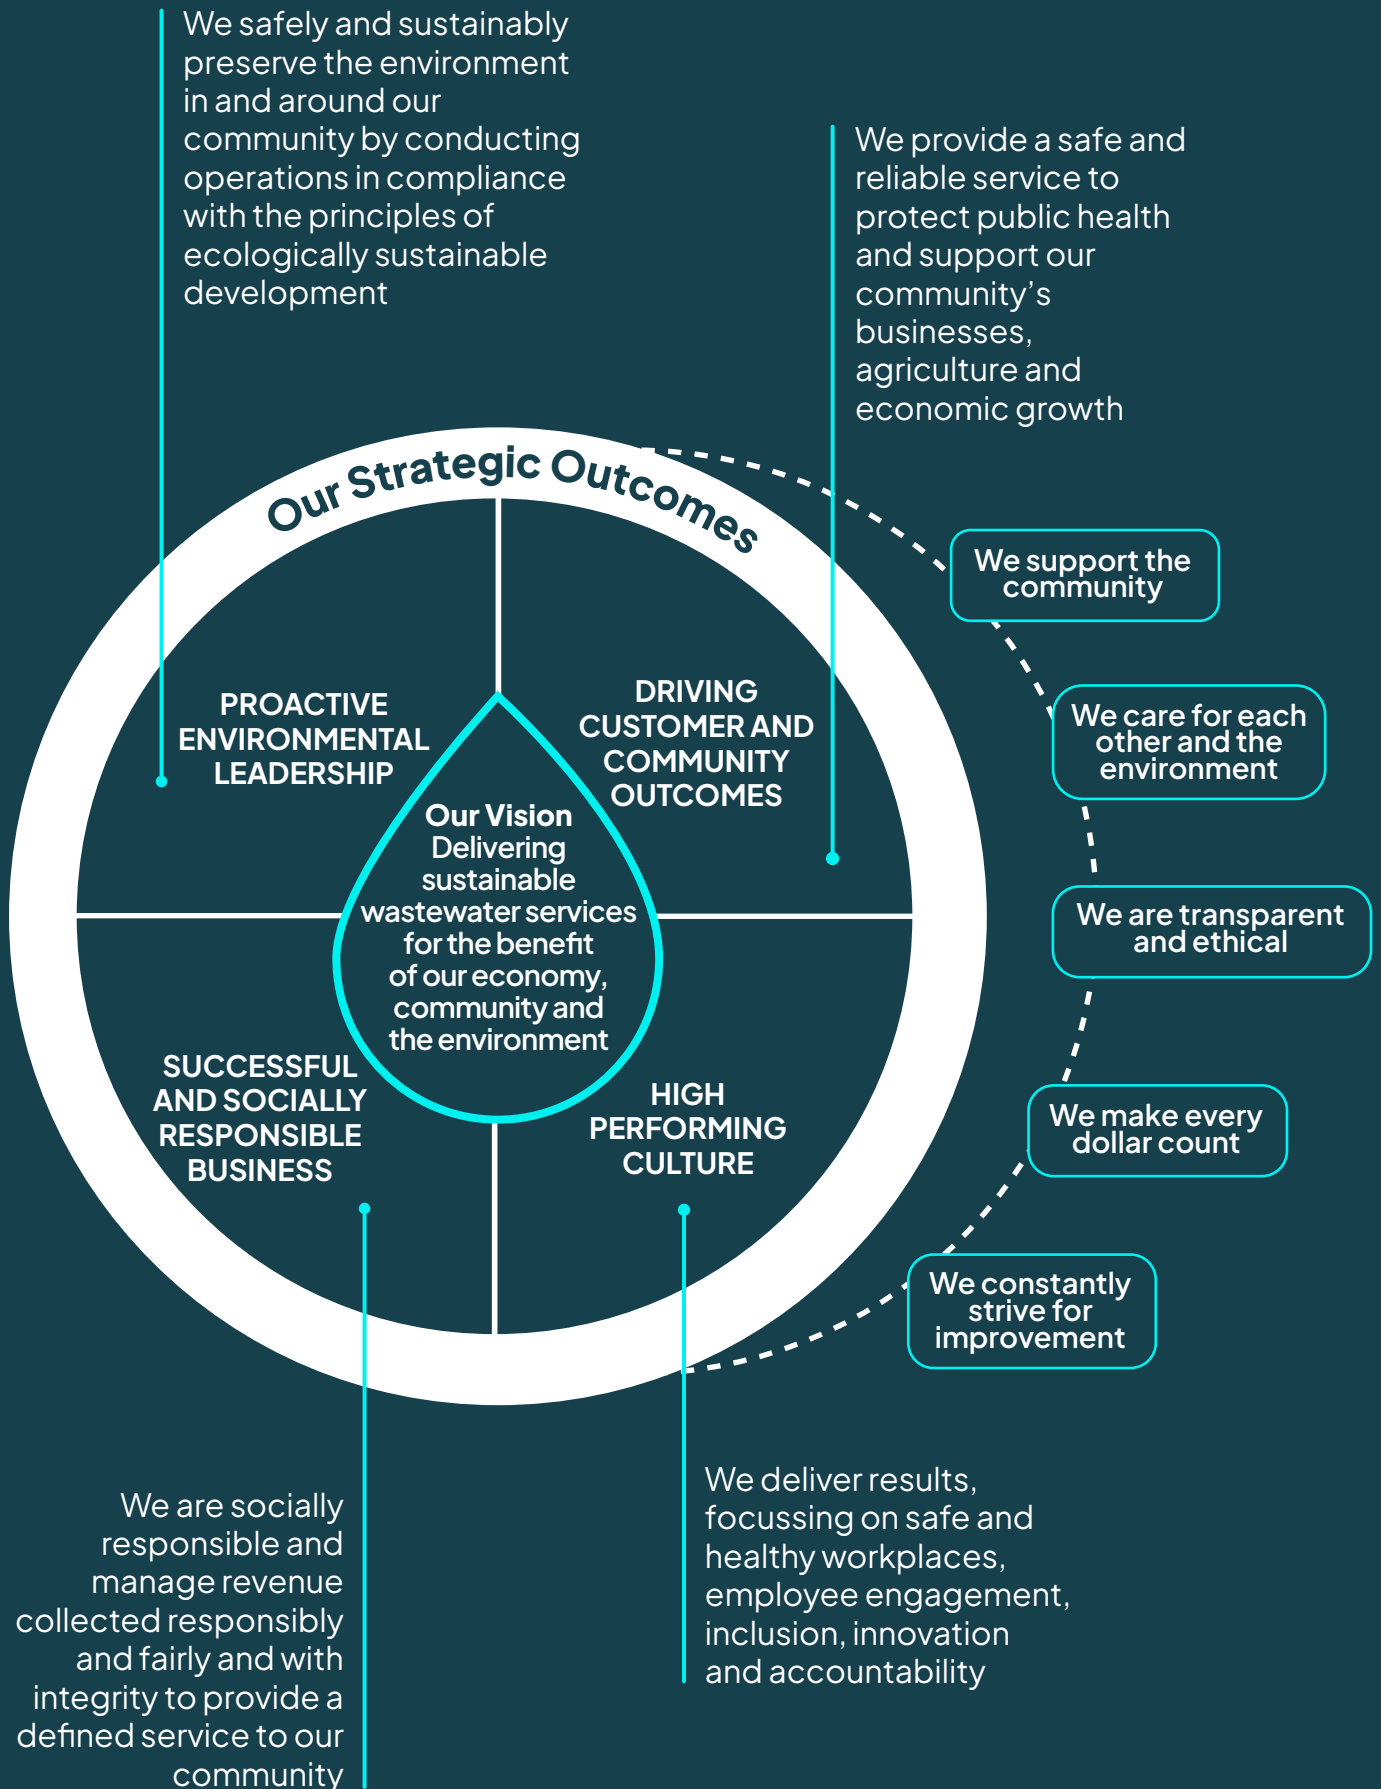 We safely and sustainably
preserve the environment
in and around our
community by conducting
operations in compliance
with the principles of
ecologically sustainable
development
We provide a safe and
reliable service to
protect public health
and support our
community’s
businesses,
agriculture and
economic growth
Our Strategic Outcomes
PROACTIVE
ENVIRONMENTAL
LEADERSHIP
DRIVING
CUSTOMER AND
COMMUNITY
OUTCOMES
Our Vision
Delivering
sustainable
wastewater services
for the benefit
of our economy,
community and
the environment
SUCCESSFUL
AND SOCIALLY
RESPONSIBLE
BUSINESS
HIGH
PERFORMING
CULTURE
We support the
community
We care for each
other and the
environment
We are transparent
and ethical
We make every
dollar count
We constantly
strive for
improvement
We are socially
responsible and
manage revenue
collected responsibly
and fairly and with
integrity to provide a
defined service to our
community
We deliver results,
focussing on safe and
healthy workplaces,
employee engagement,
inclusion, innovation
and accountability